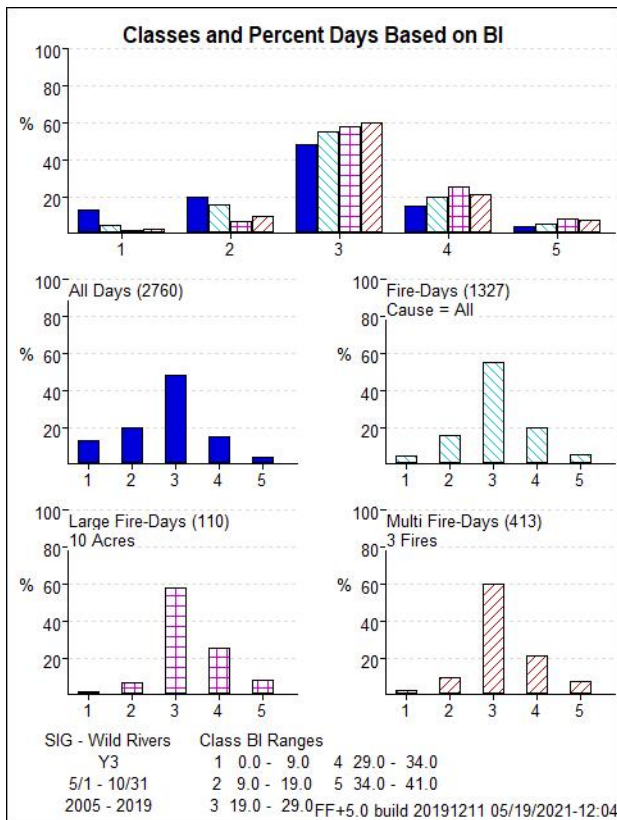 Classes and Percent Days Based on BI
100
80
% 60
40
20
1 2 3 4 5
All Days (2760)
100
80
% 60
40
20
1 2 3 4 5
Fire-Days (1327)
Cause = All
100
80
% 60
40
20
1 2 3 4 5
Large Fire-Days (110)
10 Acres
100
80
% 60
40
20
1 2 3 4 5
Multi Fire-Days (413)
3 Fires
100
80
% 60
40
20
1 2 3 4 5
SIG - Wild Rivers
Y3
5/1 - 10/31
2005 - 2019
Class BI Ranges
1 0.0 - 9.0 4 29.0 - 34.0
2 9.0 - 19.0 5 34.0 - 41.0
3 19.0 - 29.0
FF+5.0 build 20191211 05/19/2021-12:04